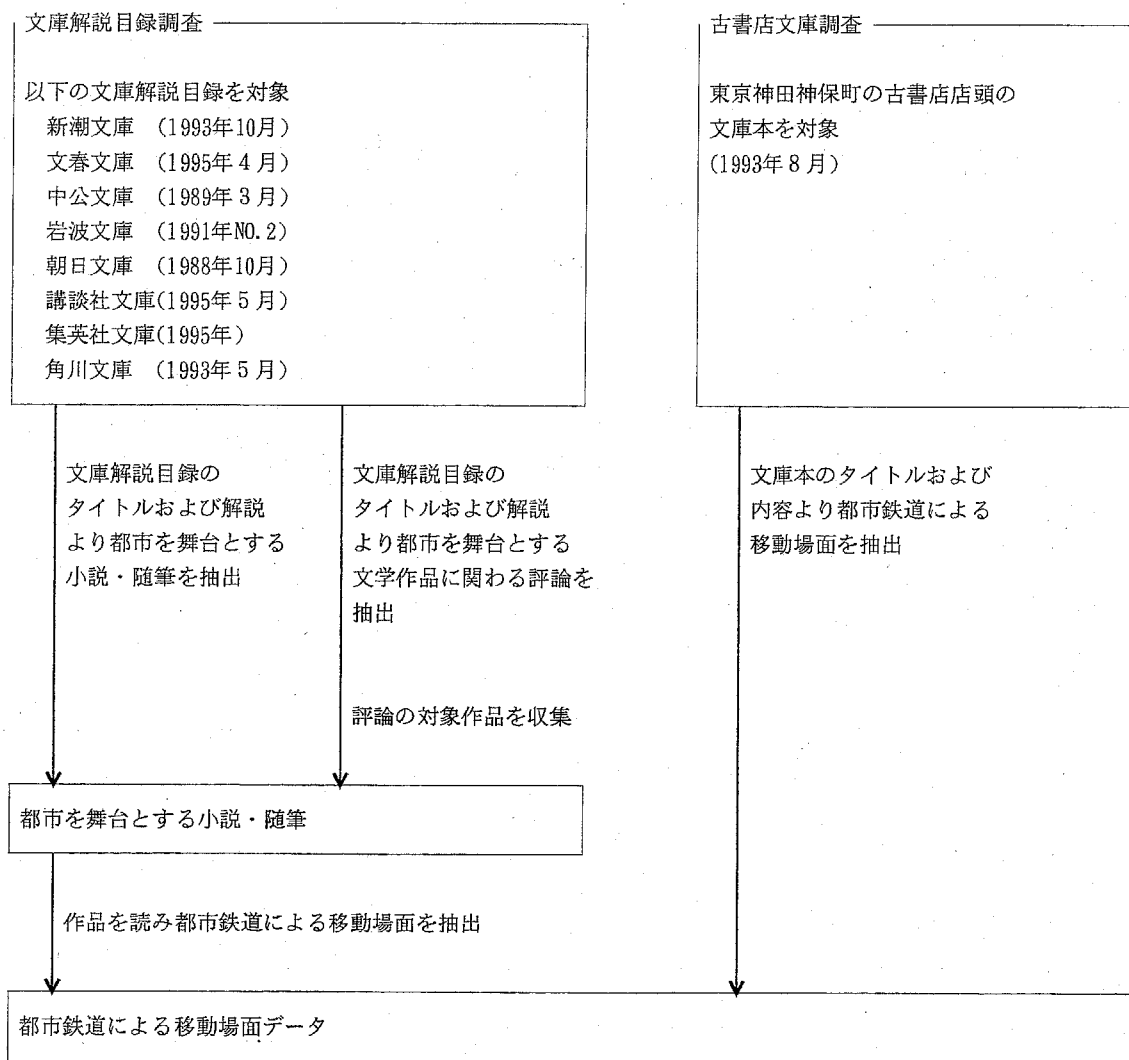 文庫解説目録調査
以下の文庫解説目録を対象
新潮文庫 (1993年10月)
文春文庫 (1995年4月)
中公文庫 (1989年3月)
岩波文庫 (1991年NO.2)
朝日文庫 (1988年10月)
講談社文庫(1995年5月)
集英社文庫(1995年)
角川文庫 (1993年5月)
古書店文庫調査
東京神田神保町の古書店店頭の
文庫本を対象
(1993年8月)
文庫解説目録の
タイトルおよび解説
より都市を舞台とする
小説・随筆を抽出
文庫解説目録の
タイトルおよび解説
より都市を舞台とする
文学作品に関わる評論を
抽出
評論の対象作品を収集
文庫本のタイトルおよび
内容より都市鉄道による
移動場面を抽出
都市を舞台とする小説・随筆
作品を読み都市鉄道による移動場面を抽出
都市鉄道による移動場面データ